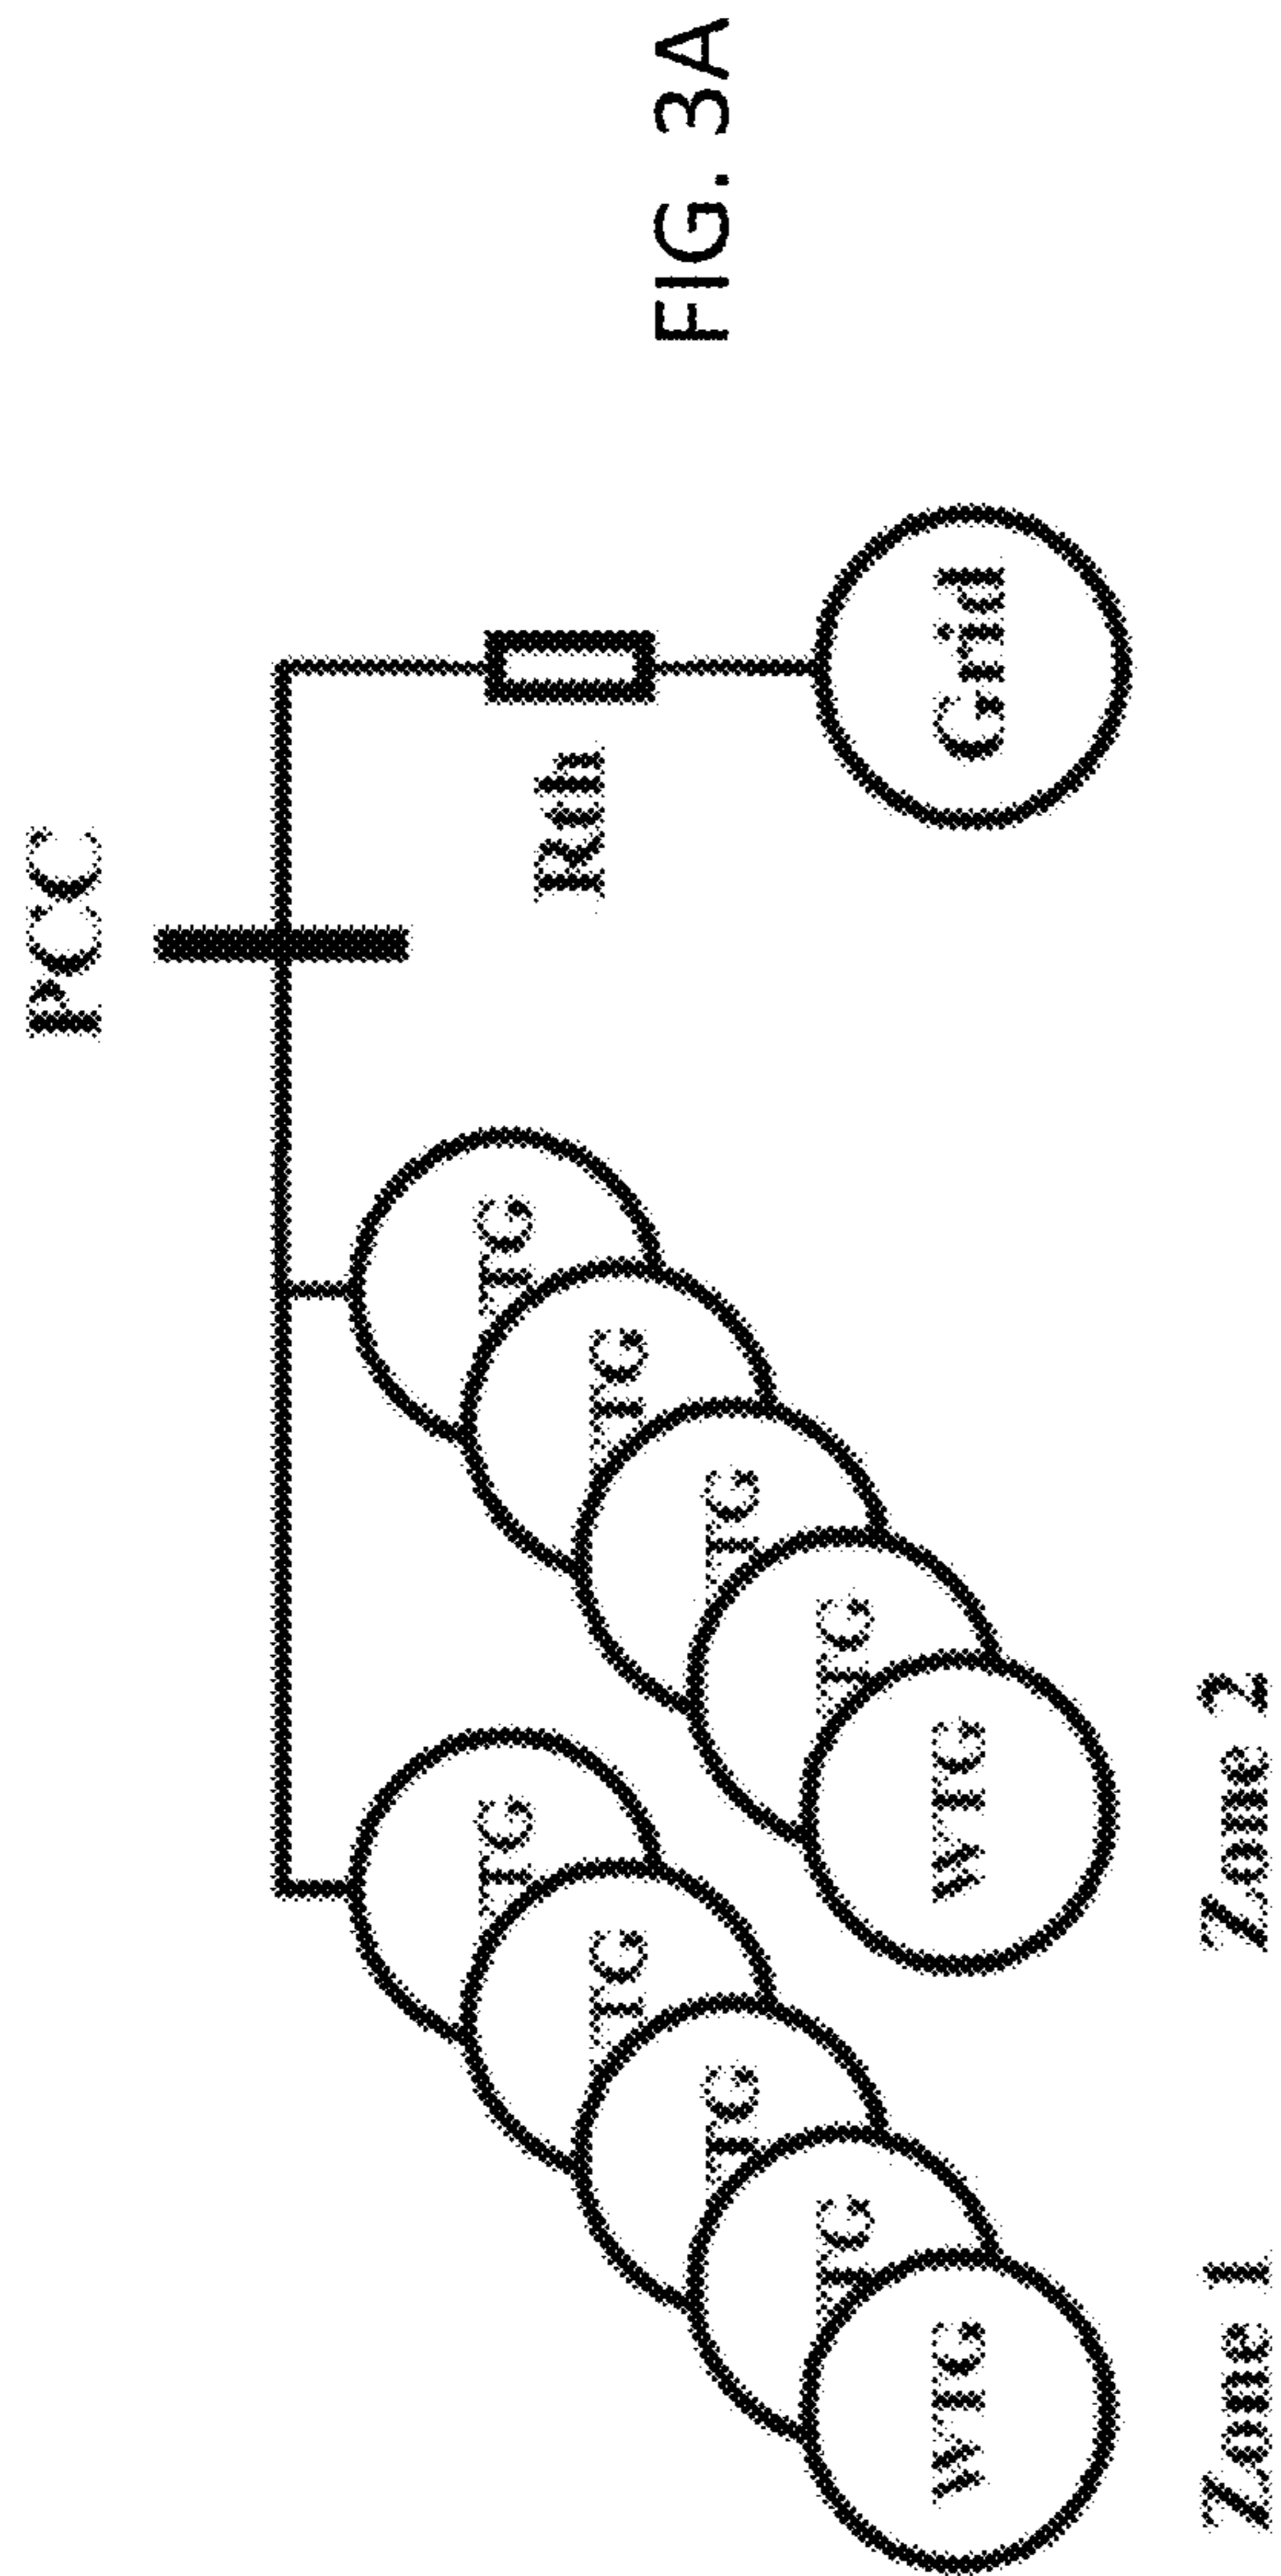 PCC
TG
TG
TG
TG
WTG
Zone 1
TG
TG
TG
TG
WTG
Zone 2
Rth
Grid
FIG. 3A